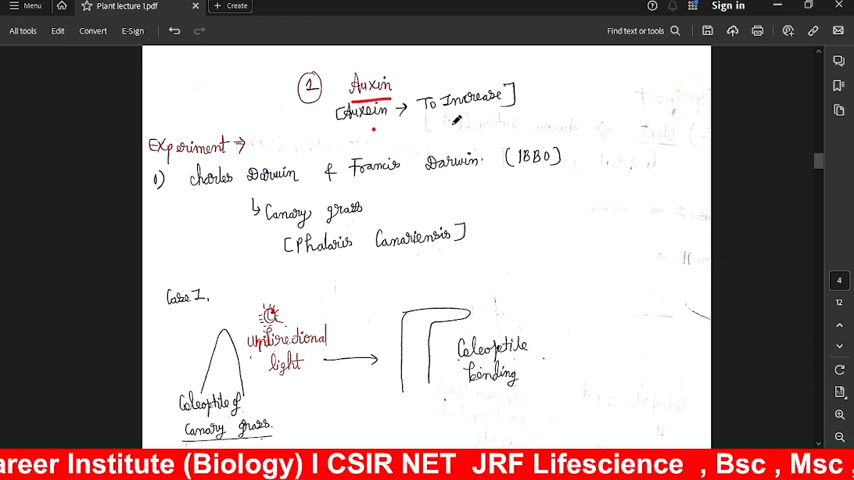 Menu
Plant lecture 1.pdf
Create
Sign in
All tools
Edit
Convert
E-Sign
Find text or tools
① Auxin
[Auxein → To Increase]
Experiment →
1) Charles Darwin & Francis Darwin. (1880)
↳ Canary grass
[Phalaris Canariensis]
Case 1.
Unidirectional
light
Coleoptile
bending
Coleoptile of
Canary grass.
4
12
areer Institute (Biology) I CSIR NET JRF Lifescience , Bsc , Msc ,